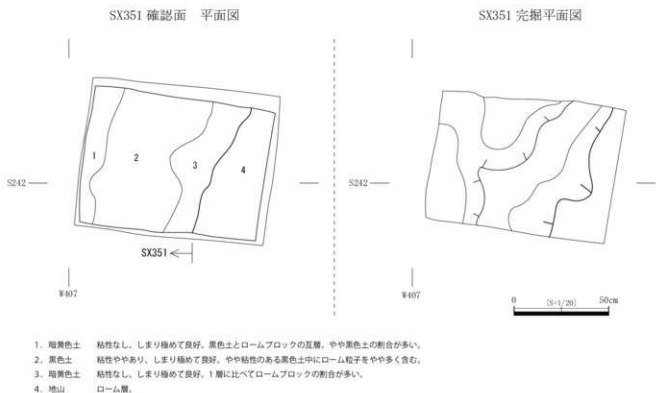 SX351 確認面 平面図
SX351 完掘平面図
1
2
3
4
S242
S242
SX351
W407
W407
0 [S=1/20] 50cm
1. 暗黄色土 粘性なし、しまり極めて良好。黒色土とロームブロックの互層。やや黒色土の割合が多い。
2. 黒色土 粘性ややあり、しまり極めて良好。やや粘性のある黒色土中にローム粒子をやや多く含む。
3. 暗黄色土 粘性なし、しまり極めて良好。1層に比べてロームブロックの割合が多い。
4. 地山 ローム層。